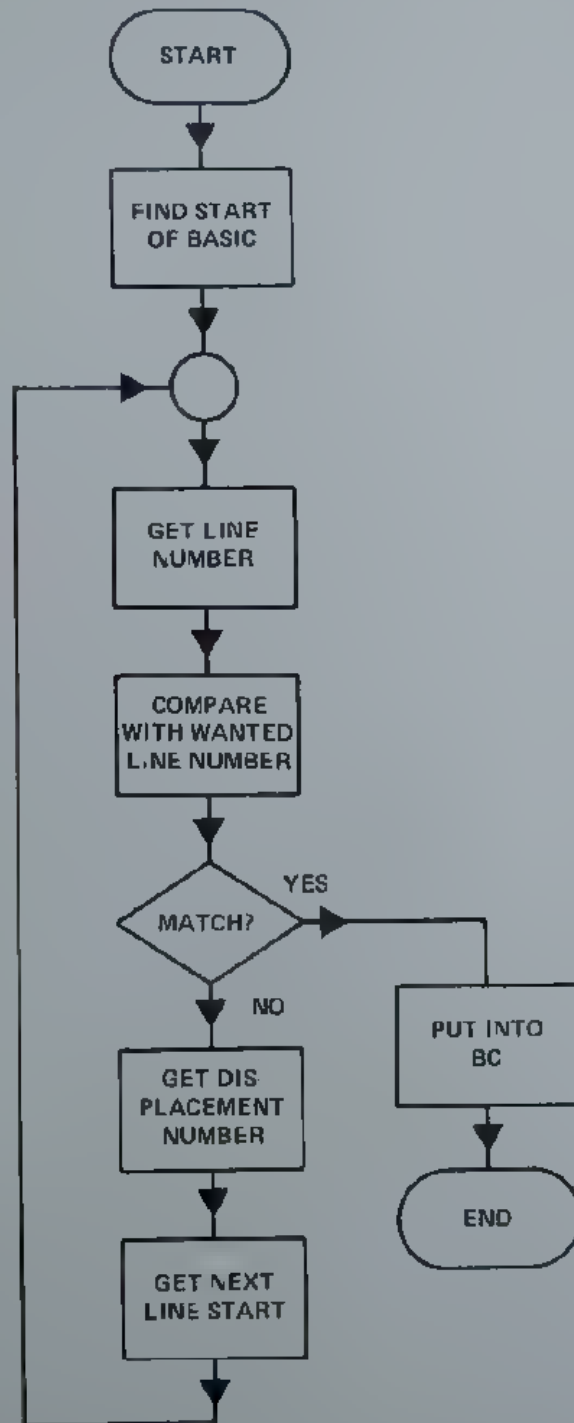 START
FIND START
OF BASIC
GET LINE
NUMBER
COMPARE
WITH WANTED
LINE NUMBER
MATCH?
YES
NO
PUT INTO
BC
GET DIS
PLACEMENT
NUMBER
END
GET NEXT
LINE START